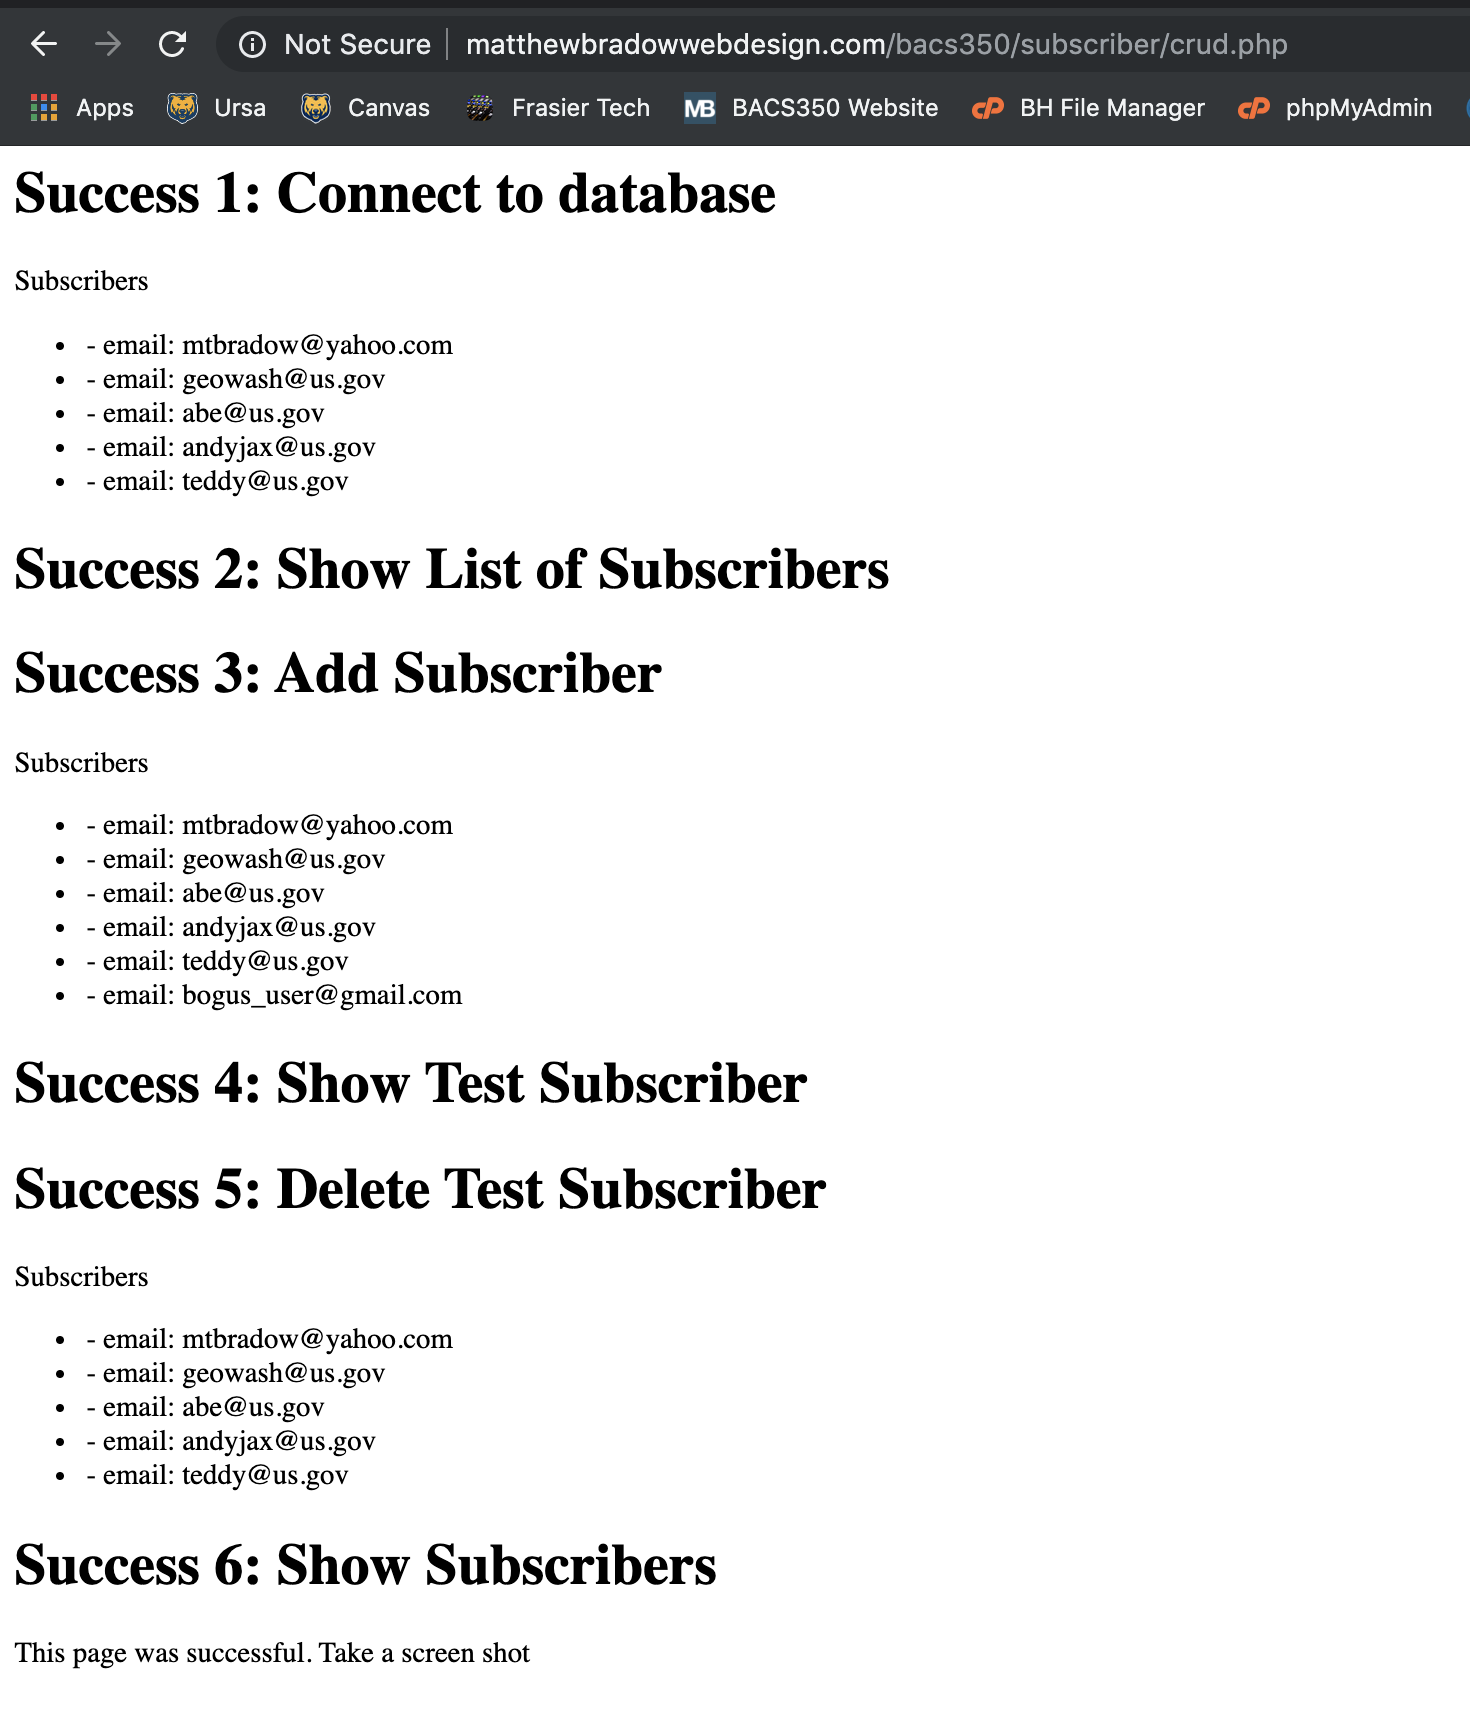 Not Secure | matthewbradowwebdesign.com/bacs350/subscriber/crud.php
Apps Ursa Canvas Frasier Tech MB BACS350 Website cP BH File Manager cP phpMyAdmin
Success 1: Connect to database
Subscribers
• - email: mtbradow@yahoo.com
• - email: geowash@us.gov
• - email: abe@us.gov
• - email: andyjax@us.gov
• - email: teddy@us.gov
Success 2: Show List of Subscribers
Success 3: Add Subscriber
Subscribers
• - email: mtbradow@yahoo.com
• - email: geowash@us.gov
• - email: abe@us.gov
• - email: andyjax@us.gov
• - email: teddy@us.gov
• - email: bogus_user@gmail.com
Success 4: Show Test Subscriber
Success 5: Delete Test Subscriber
Subscribers
• - email: mtbradow@yahoo.com
• - email: geowash@us.gov
• - email: abe@us.gov
• - email: andyjax@us.gov
• - email: teddy@us.gov
Success 6: Show Subscribers
This page was successful. Take a screen shot